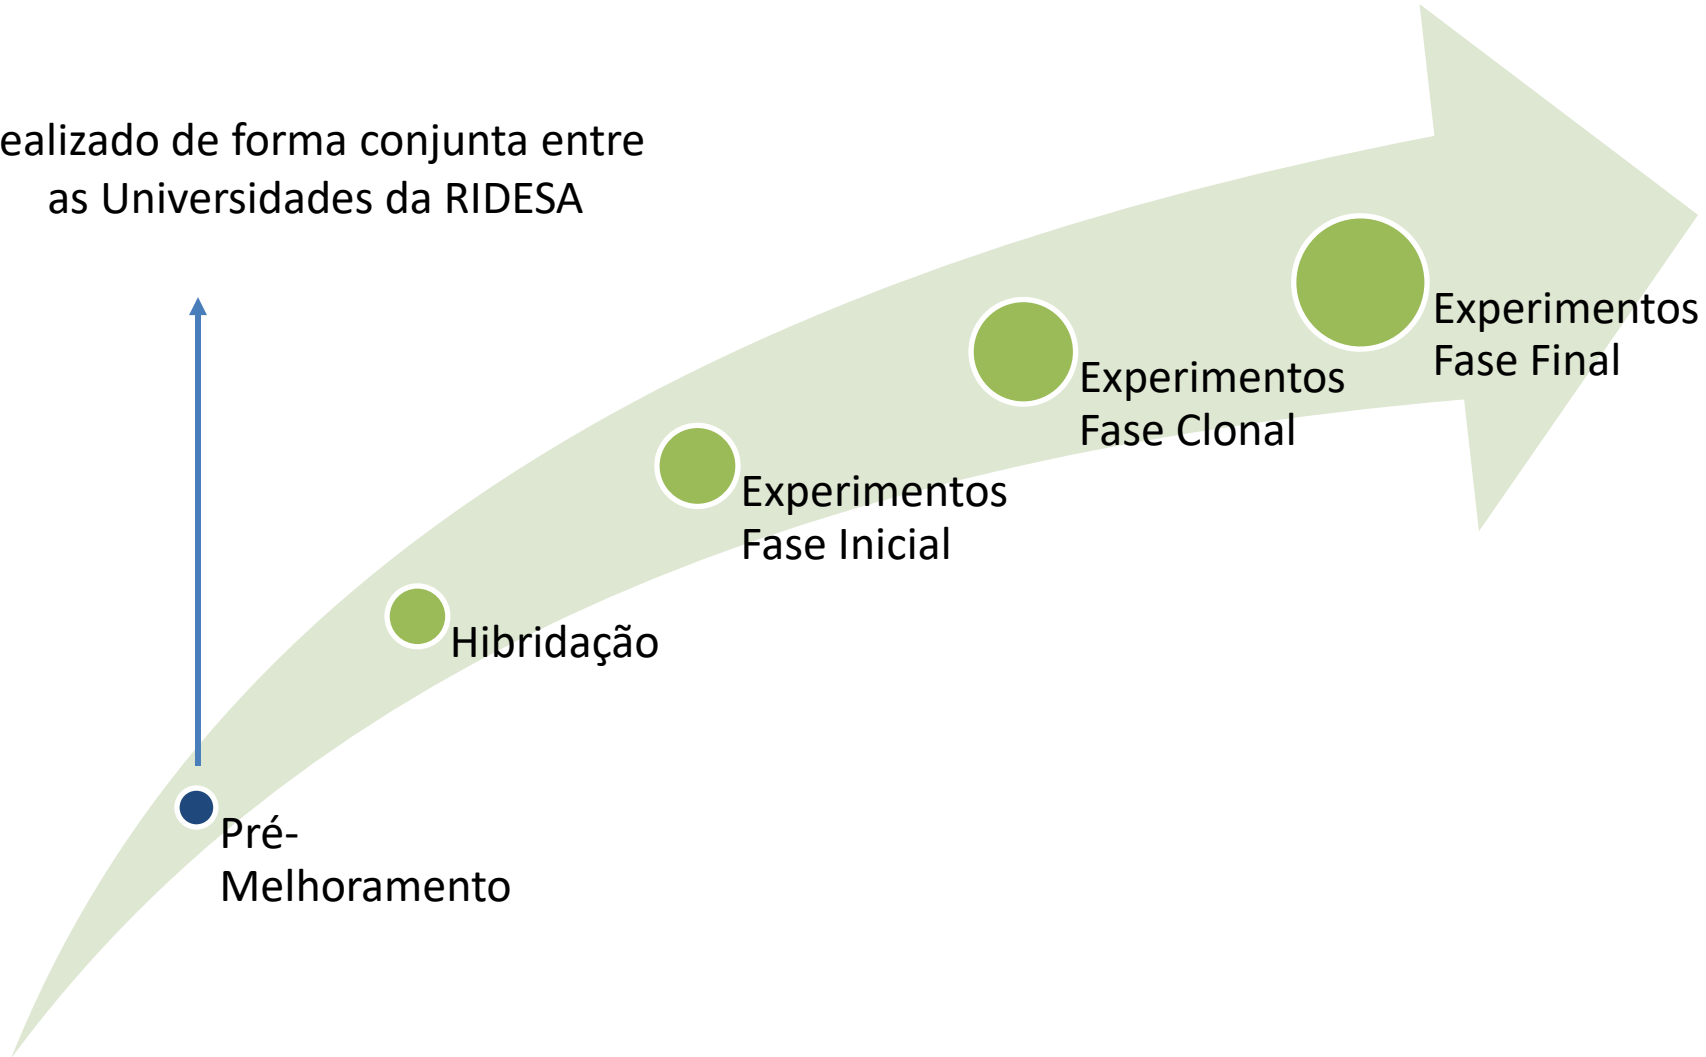 ealizado de forma conjunta entre
as Universidades da RIDESA
Experimentos
Fase Final
Experimentos
Fase Clonal
Experimentos
Fase Inicial
Hibridação
Pré-
Melhoramento